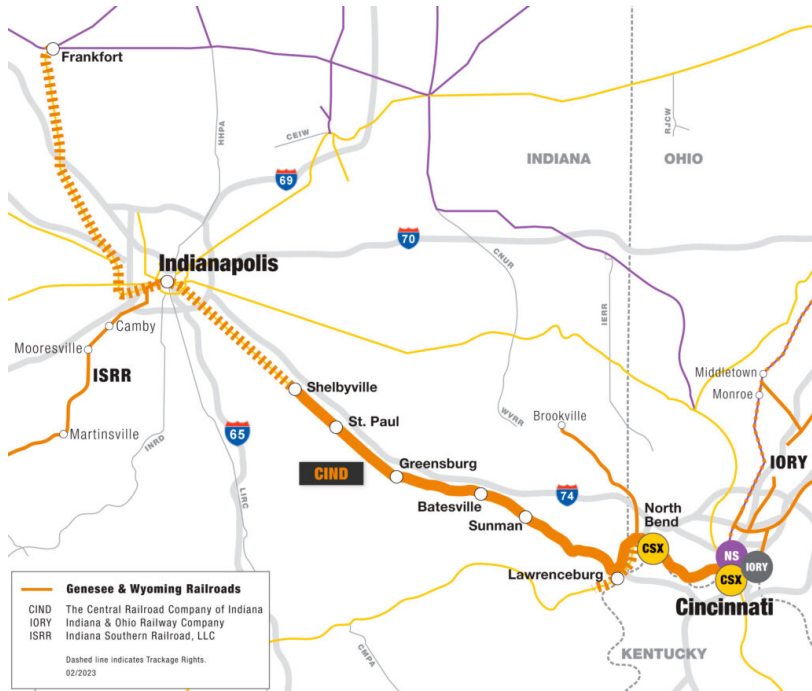 Frankfort
HHPA
CEIW
RJCW
INDIANA
OHIO
69
70
Indianapolis
CNUR
IERR
Camby
Mooresville
ISRR
Martinsville
INRD
65
LIRC
Shelbyville
St. Paul
CIND
Greensburg
Batesville
Sunman
74
WVRR
Brookville
Middletown
Monroe
IORY
North
Bend
CSX
NS
IORY
CSX
Lawrenceburg
Cincinnati
KENTUCKY
CMPA
Genesee & Wyoming Railroads
CIND The Central Railroad Company of Indiana
IORY Indiana & Ohio Railway Company
ISRR Indiana Southern Railroad, LLC
Dashed line indicates Trackage Rights.
02/2023